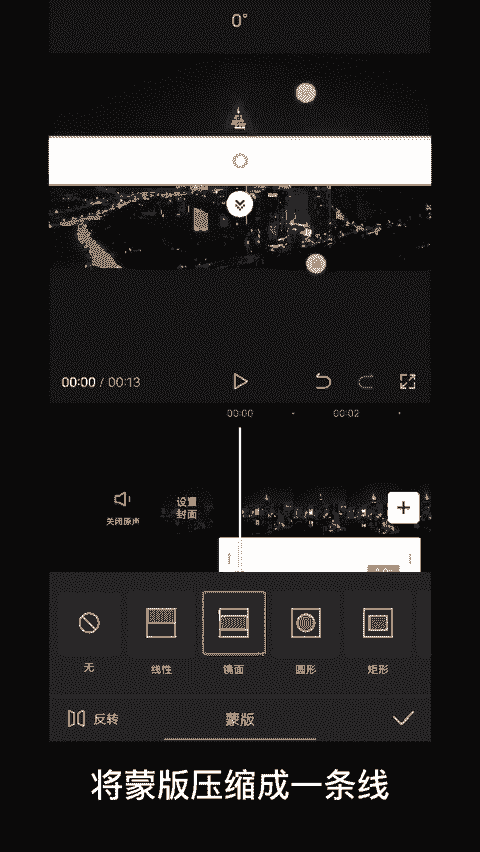 0°
00:00 / 00:13
00:00
00:02
关闭原声
设置
封面
无
线性
镜面
圆形
矩形
反转
蒙版
将蒙版压缩成一条线